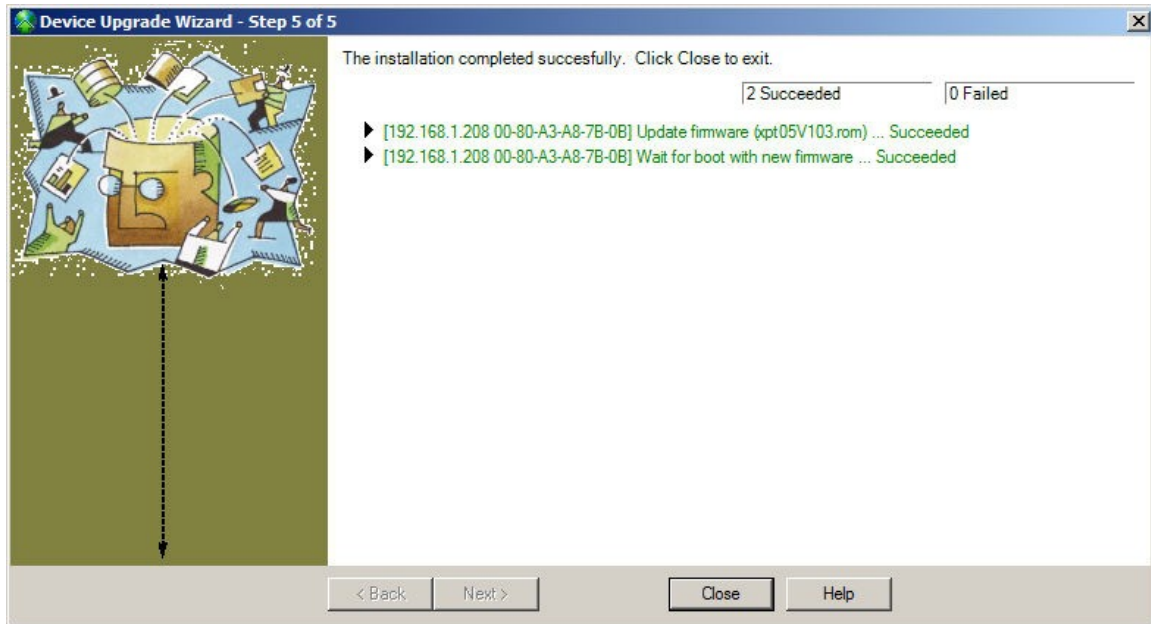 Device Upgrade Wizard - Step 5 of 5
The installation completed succesfully. Click Close to exit.
2 Succeeded 0 Failed
[192.168.1.208 00-80-A3-A8-7B-0B] Update firmware (xpt05V103.rom) ... Succeeded
[192.168.1.208 00-80-A3-A8-7B-0B] Wait for boot with new firmware ... Succeeded
< Back Next > Close Help